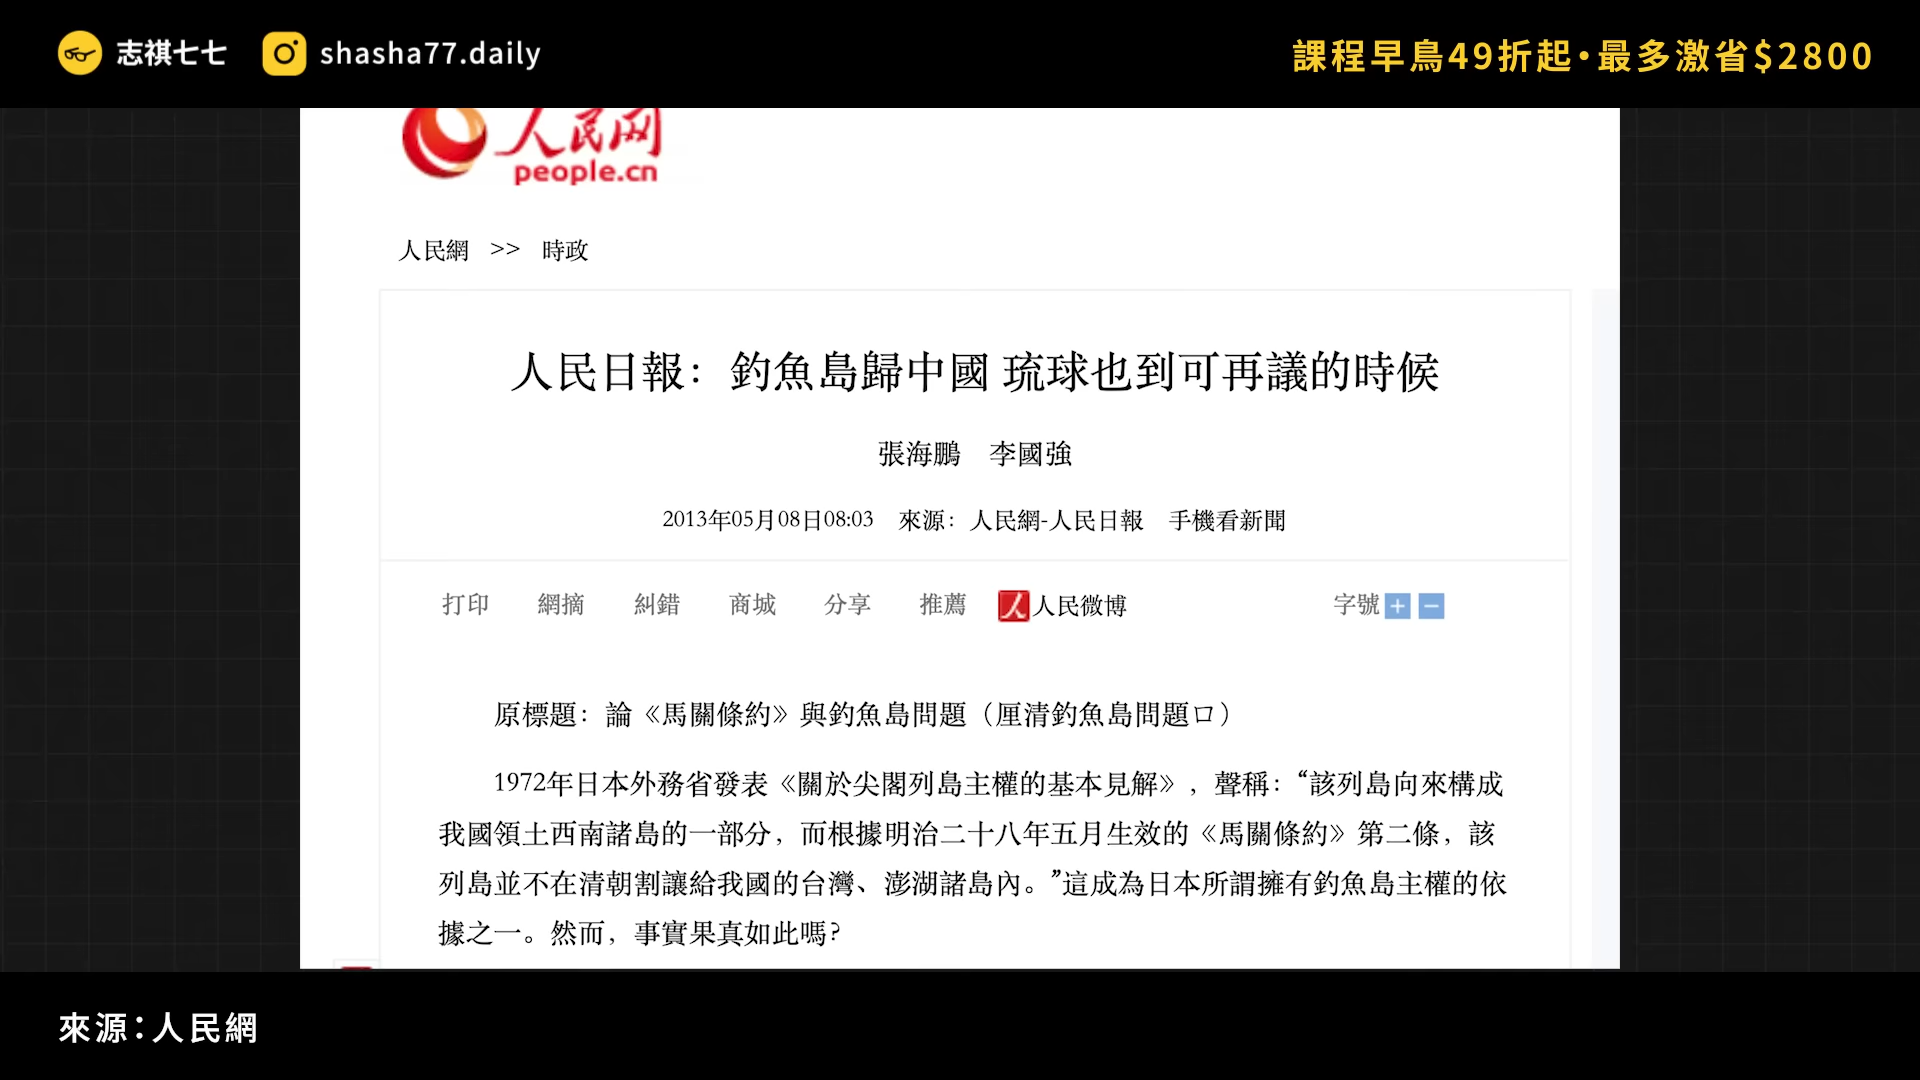 志祺七七 shasha77.daily
課程早鳥49折起•最多激省$2800
人民网
people.cn
人民網 >> 時政
人民日報：釣魚島歸中國 琉球也到可再議的時候
張海鵬 李國強
2013年05月08日08:03 來源：人民網-人民日報 手機看新聞
打印 網摘 糾錯 商城 分享 推薦 人 人民微博 字號 + −
原標題：論《馬關條約》與釣魚島問題（厘清釣魚島問題口）
1972年日本外務省發表《關於尖閣列島主權的基本見解》，聲稱：“該列島向來構成
我國領土西南諸島的一部分，而根據明治二十八年五月生效的《馬關條約》第二條，該
列島並不在清朝割讓給我國的台灣、澎湖諸島內。”這成為日本所謂擁有釣魚島主權的依
據之一。然而，事實果真如此嗎？
來源：人民網